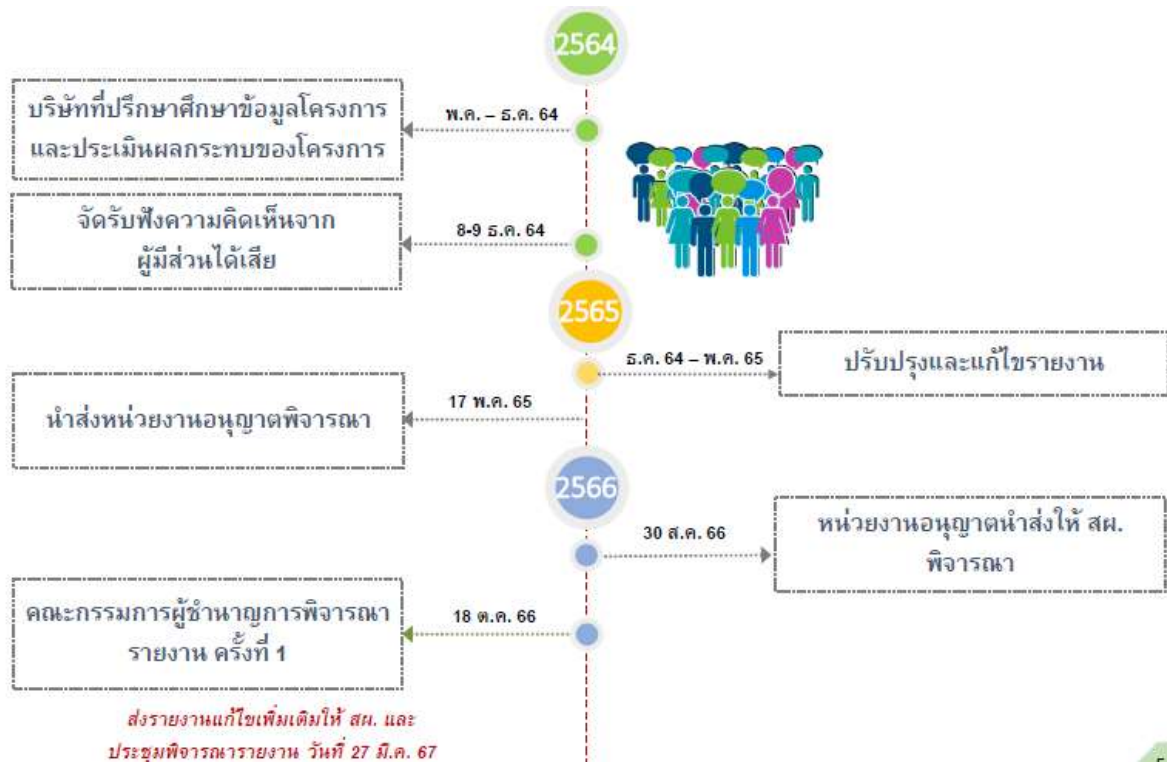 2564
พ.ค. – ธ.ค. 64
บริษัทที่ปรึกษาศึกษาข้อมูลโครงการ
และประเมินผลกระทบของโครงการ
8-9 ธ.ค. 64
จัดรับฟังความคิดเห็นจาก
ผู้มีส่วนได้เสีย
2565
ธ.ค. 64 – พ.ค. 65
ปรับปรุงและแก้ไขรายงาน
17 พ.ค. 65
นำส่งหน่วยงานอนุญาตพิจารณา
2566
30 ส.ค. 66
หน่วยงานอนุญาตนำส่งให้ สผ.
พิจารณา
18 ต.ค. 66
คณะกรรมการผู้ชำนาญการพิจารณา
รายงาน ครั้งที่ 1
ส่งรายงานแก้ไขเพิ่มเติมให้ สผ. และ
ประชุมพิจารณารายงาน วันที่ 27 มี.ค. 67
5